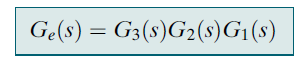 Gₑ(s) = G₃(s)G₂(s)G₁(s)